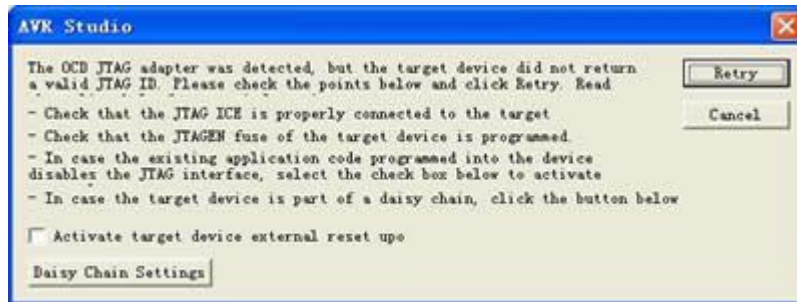 AVR Studio
The OCD JTAG adapter was detected, but the target device did not return
a valid JTAG ID. Please check the points below and click Retry. Read
- Check that the JTAG ICE is properly connected to the target
- Check that the JTAGEN fuse of the target device is programmed.
- In case the existing application code programmed into the device
disables the JTAG interface, select the check box below to activate
- In case the target device is part of a daisy chain, click the button below
Activate target device external reset upo
Daisy Chain Settings
Retry
Cancel